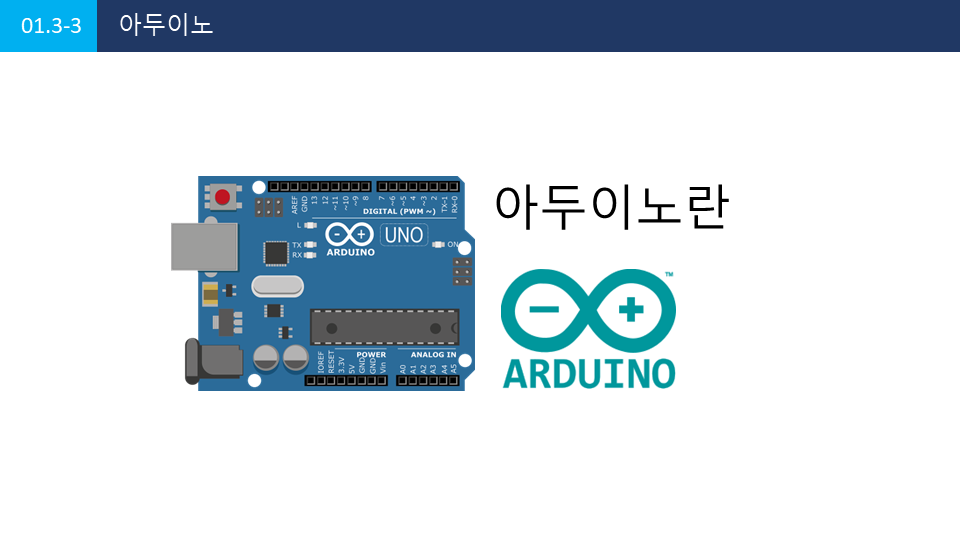 01.3-3 아두이노
아두이노란
AREF
GND
13
12
~11
~10
~9
8
7
~6
~5
4
~3
2
TX-1
RX-0
DIGITAL (PWM ~)
L
TX
RX
ARDUINO
UNO
ON
IOREF
RESET
3.3V
5V
GND
GND
Vin
POWER
ANALOG IN
A0
A1
A2
A3
A4
A5
™
ARDUINO